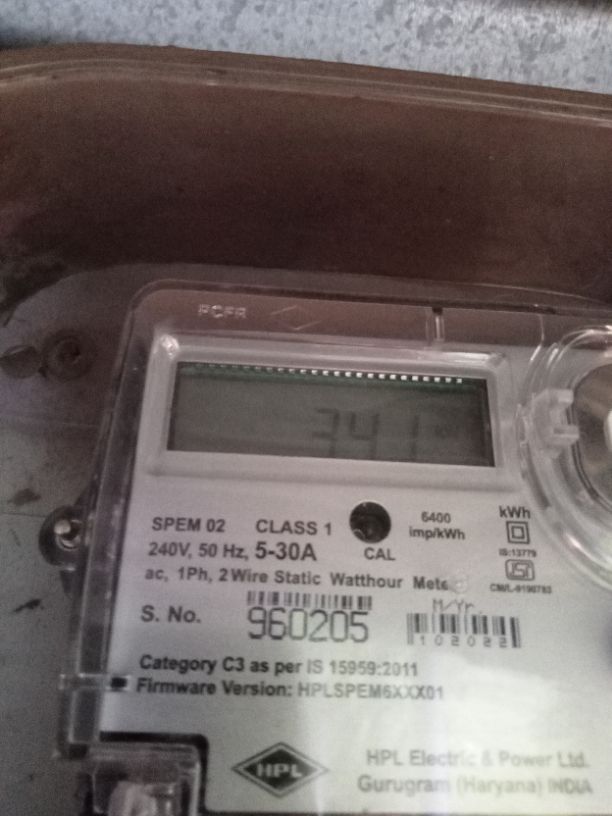 341
SPEM 02 CLASS 1
6400
imp/kWh
kWh
240V, 50 Hz, 5-30A
CAL
IS:13779
ac, 1Ph, 2 Wire Static Watthour
ISI
S. No. 960205
M/Yr.
102022
Category C3 as per IS 15959:2011
Firmware Version: HPLSPEM6XXX01
HPL
HPL Electric & Power Ltd.
Gurugram (Haryana) INDIA